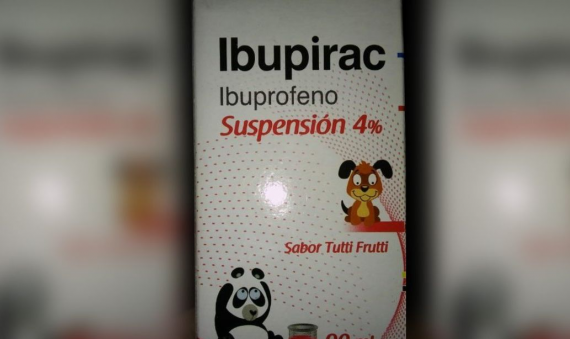 Ibupirac
Ibuprofeno
Suspensión 4%
Sabor Tutti Frutti